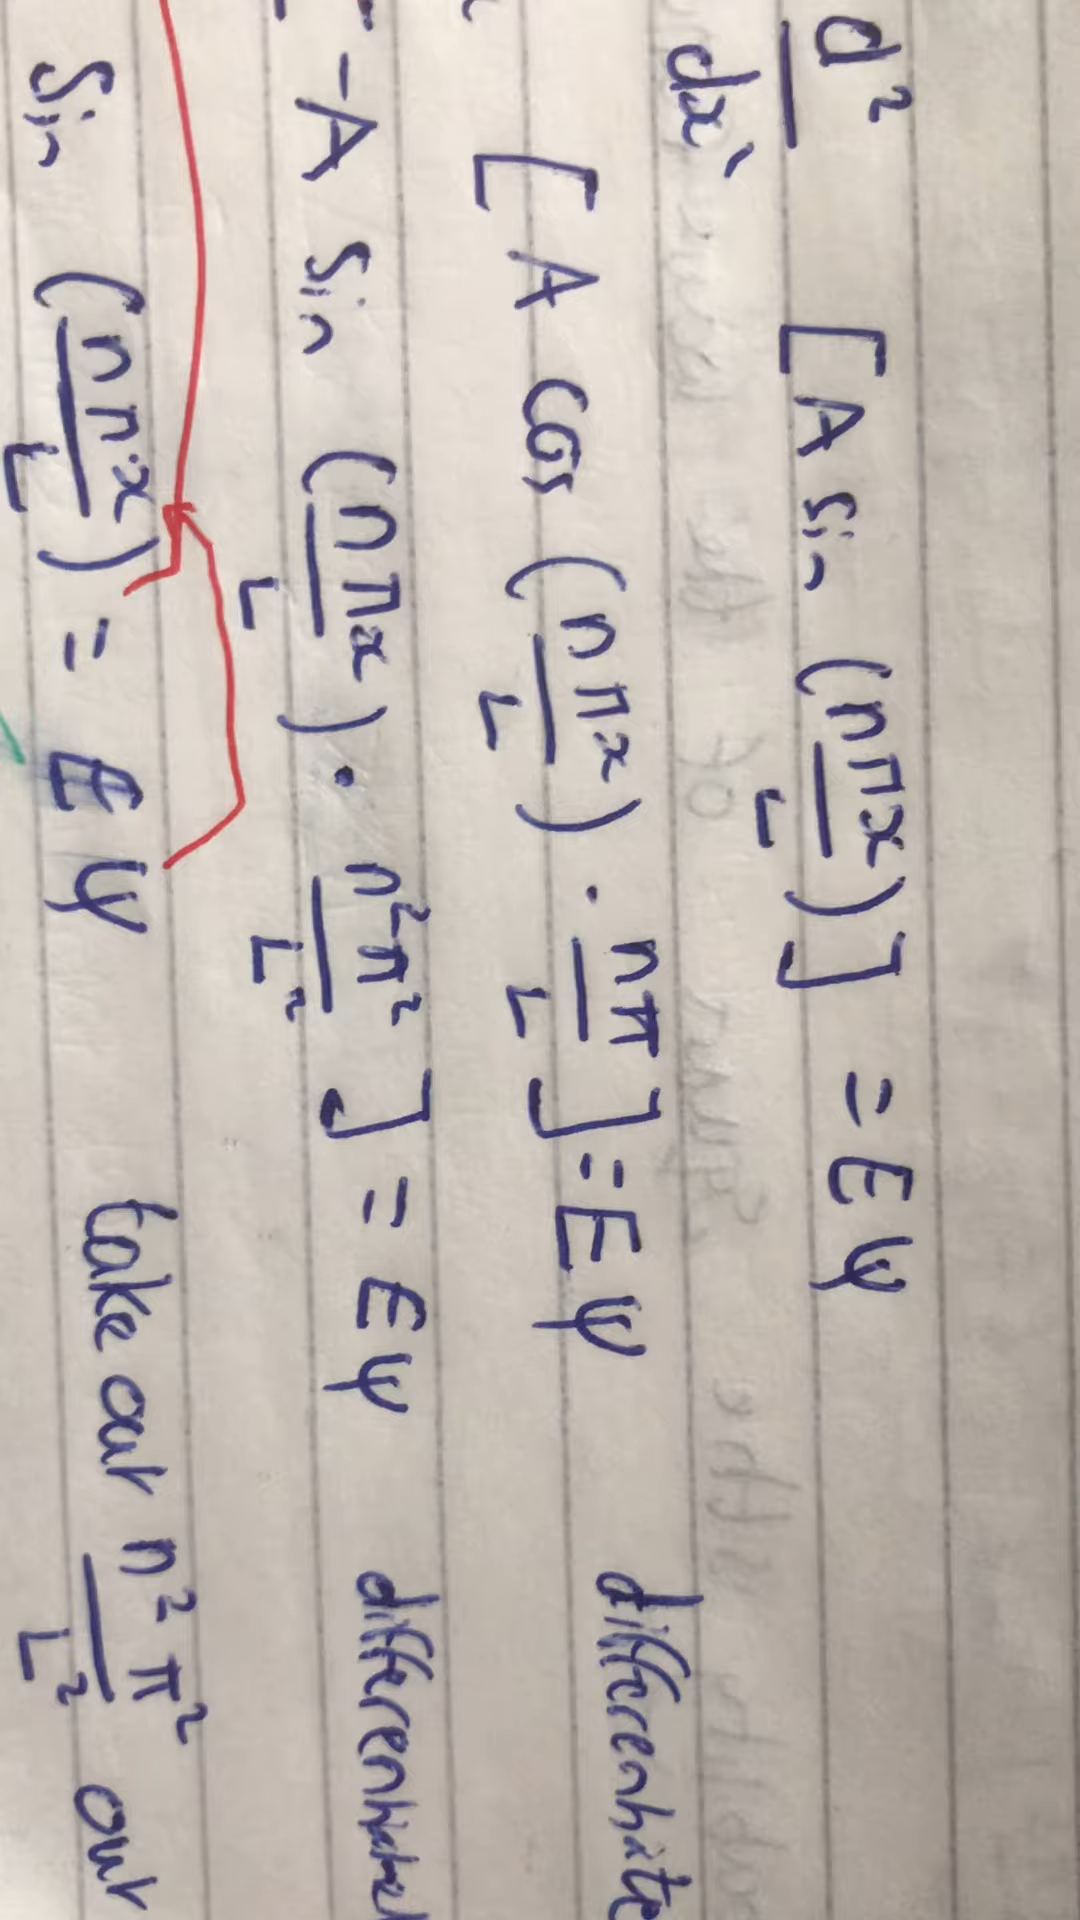 d²/dx² [A sin (nπx/L)] = Eψ
[A cos (nπx/L) · nπ/L] = Eψ differentiate
-A sin (nπx/L) · n²π²/L²] = Eψ differentiate
sin (nπx/L) = Eψ take out n²π²/L² out